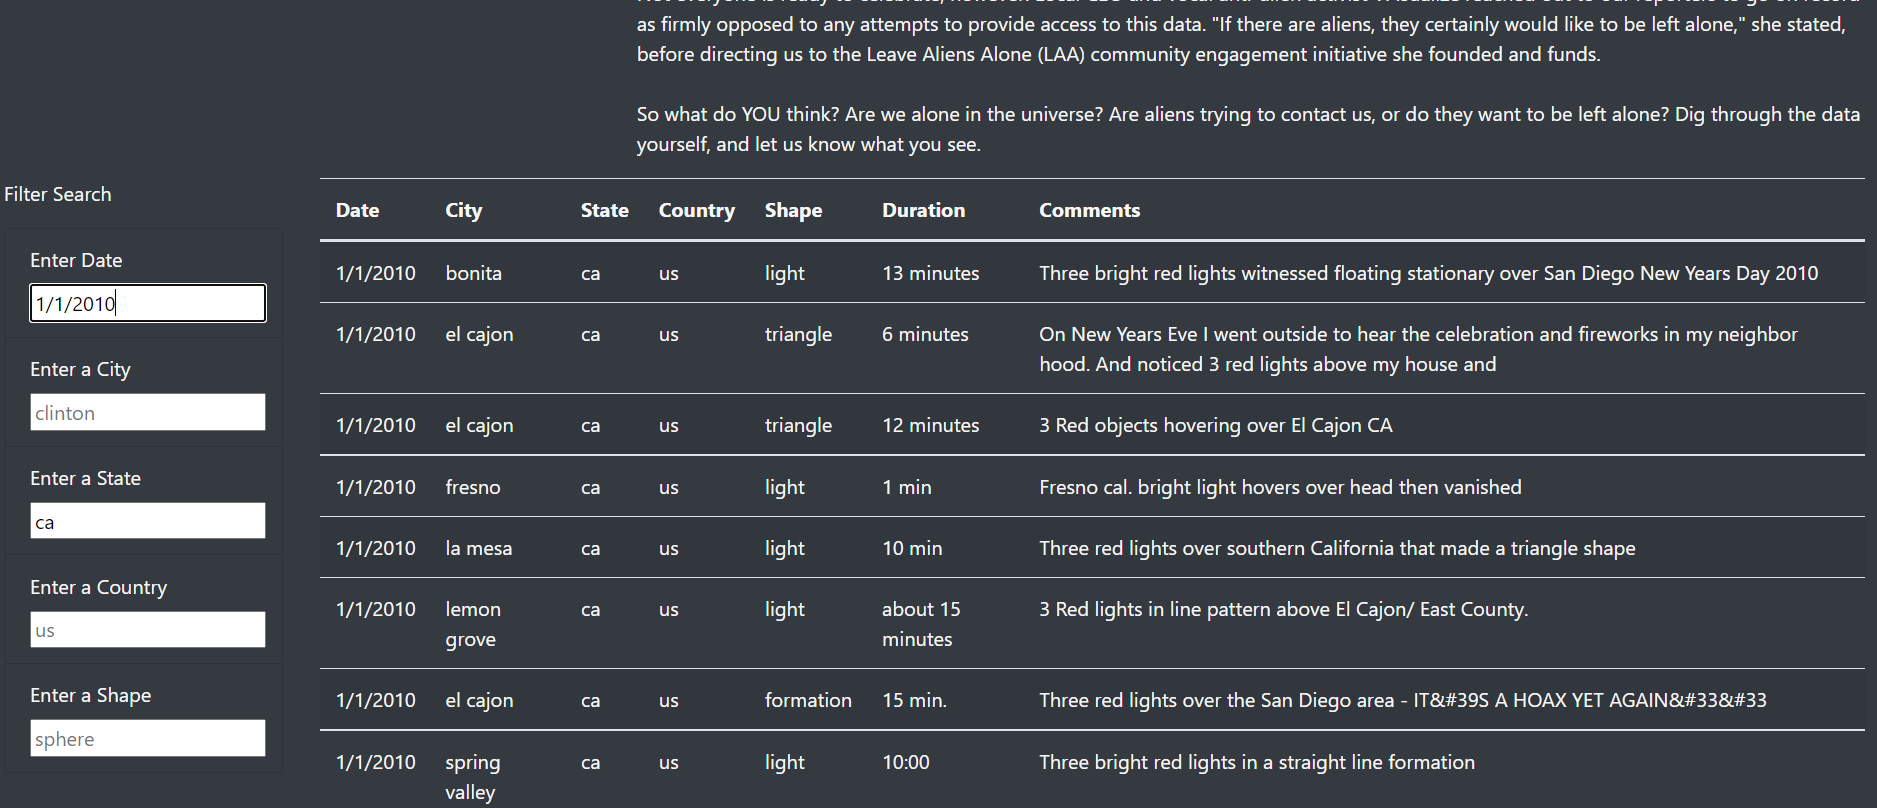 as firmly opposed to any attempts to provide access to this data. "If there are aliens, they certainly would like to be left alone," she stated,
before directing us to the Leave Aliens Alone (LAA) community engagement initiative she founded and funds.
So what do YOU think? Are we alone in the universe? Are aliens trying to contact us, or do they want to be left alone? Dig through the data
yourself, and let us know what you see.
Filter Search
Enter Date
1/1/2010
Enter a City
clinton
Enter a State
ca
Enter a Country
us
Enter a Shape
sphere
Date City State Country Shape Duration Comments
1/1/2010 bonita ca us light 13 minutes Three bright red lights witnessed floating stationary over San Diego New Years Day 2010
1/1/2010 el cajon ca us triangle 6 minutes On New Years Eve I went outside to hear the celebration and fireworks in my neighbor
hood. And noticed 3 red lights above my house and
1/1/2010 el cajon ca us triangle 12 minutes 3 Red objects hovering over El Cajon CA
1/1/2010 fresno ca us light 1 min Fresno cal. bright light hovers over head then vanished
1/1/2010 la mesa ca us light 10 min Three red lights over southern California that made a triangle shape
1/1/2010 lemon ca us light about 15 3 Red lights in line pattern above El Cajon/ East County.
grove minutes
1/1/2010 el cajon ca us formation 15 min. Three red lights over the San Diego area - IT&#39S A HOAX YET AGAIN&#33&#33
1/1/2010 spring ca us light 10:00 Three bright red lights in a straight line formation
valley